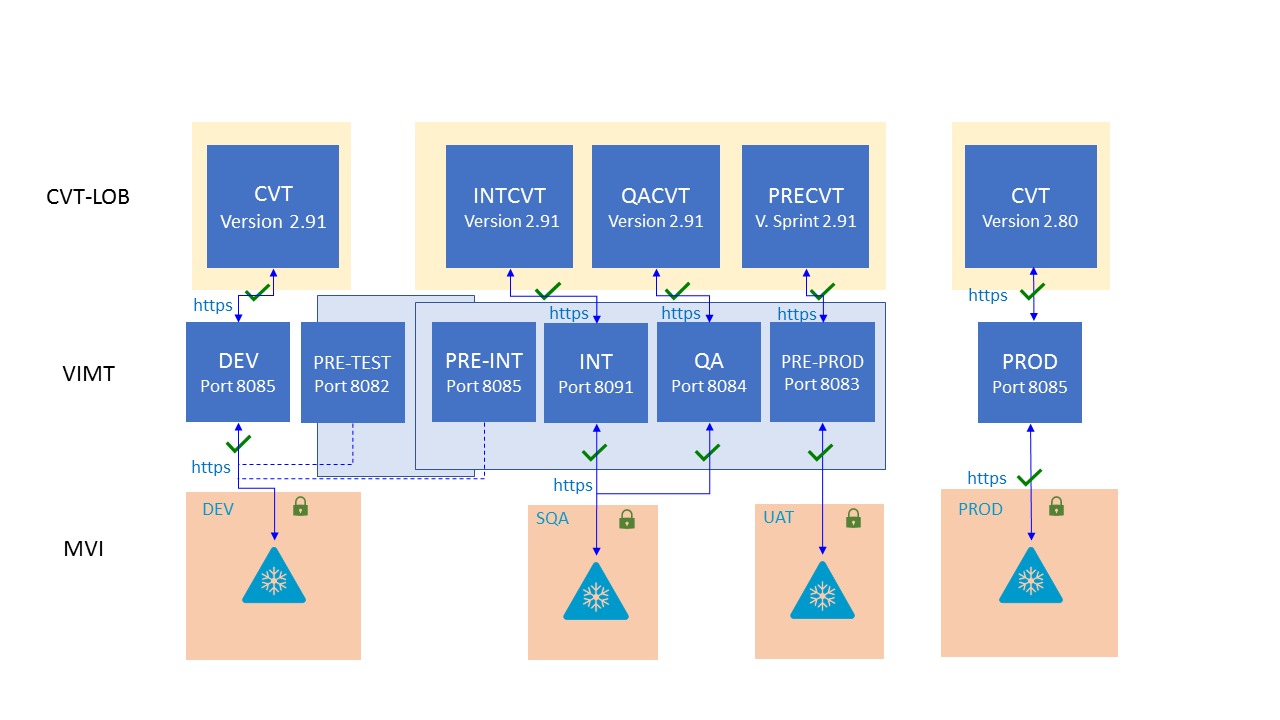 CVT-LOB
CVT
Version 2.91
INTCVT
Version 2.91
QACVT
Version 2.91
PRECVT
V. Sprint 2.91
CVT
Version 2.80
https
https
https
https
https
VIMT
DEV
Port 8085
PRE-TEST
Port 8082
PRE-INT
Port 8085
INT
Port 8091
QA
Port 8084
PRE-PROD
Port 8083
PROD
Port 8085
https
https
https
MVI
DEV
SQA
UAT
PROD